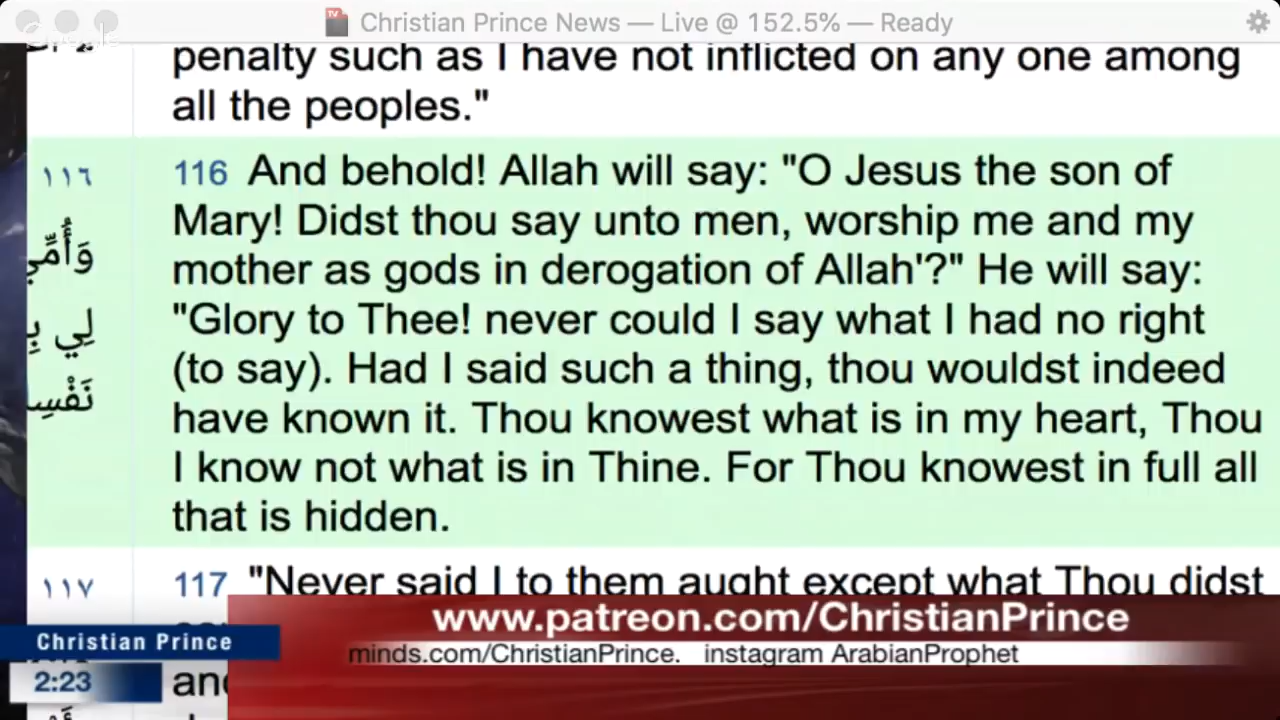 Christian Prince News — Live @ 152.5% — Ready
Google
penalty such as I have not inflicted on any one among
all the peoples."
١١٦
116 And behold! Allah will say: "O Jesus the son of
Mary! Didst thou say unto men, worship me and my
وَأُمِّي
mother as gods in derogation of Allah'?" He will say:
"Glory to Thee! never could I say what I had no right
لِي بِ
(to say). Had I said such a thing, thou wouldst indeed
نَفْسِ
have known it. Thou knowest what is in my heart, Thou
I know not what is in Thine. For Thou knowest in full all
that is hidden.
١١٧
117 "Never said I to them aught except what Thou didst
www.patreon.com/ChristianPrince
Christian Prince
minds.com/ChristianPrince. instagram ArabianProphet
2:23